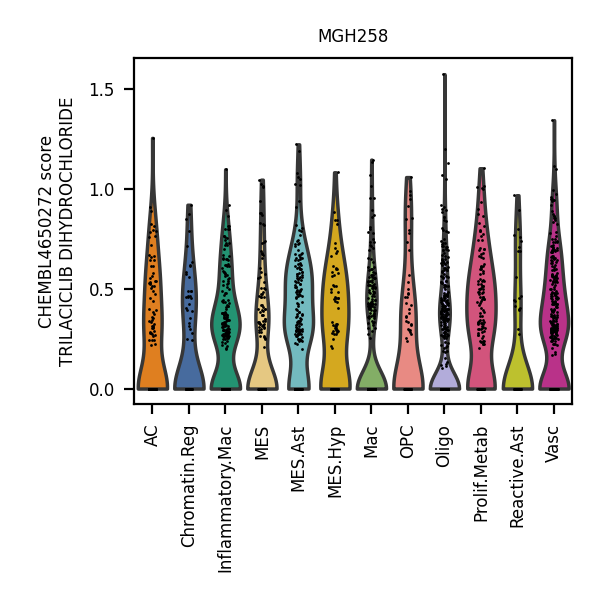 MGH258
CHEMBL4650272 score
TRILACICLIB DIHYDROCHLORIDE
1.5
1.0
0.5
0.0
AC
Chromatin.Reg
Inflammatory.Mac
MES
MES.Ast
MES.Hyp
Mac
OPC
Oligo
Prolif.Metab
Reactive.Ast
Vasc